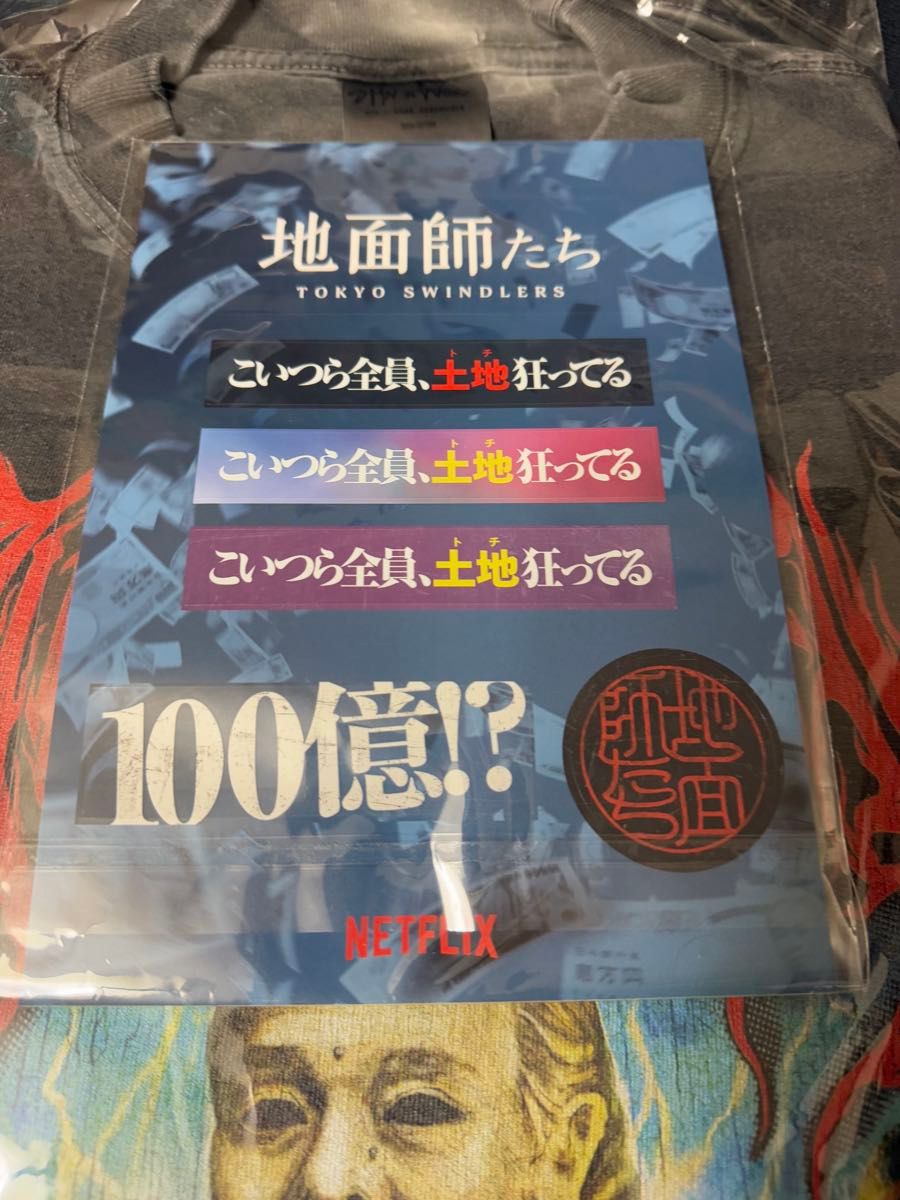 地面師たち
TOKYO SWINDLERS
トチ
こいつら全員、土地狂ってる
トチ
こいつら全員、土地狂ってる
トチ
こいつら全員、土地狂ってる
100億!?
地面
師たち
NETFLIX
壱万円